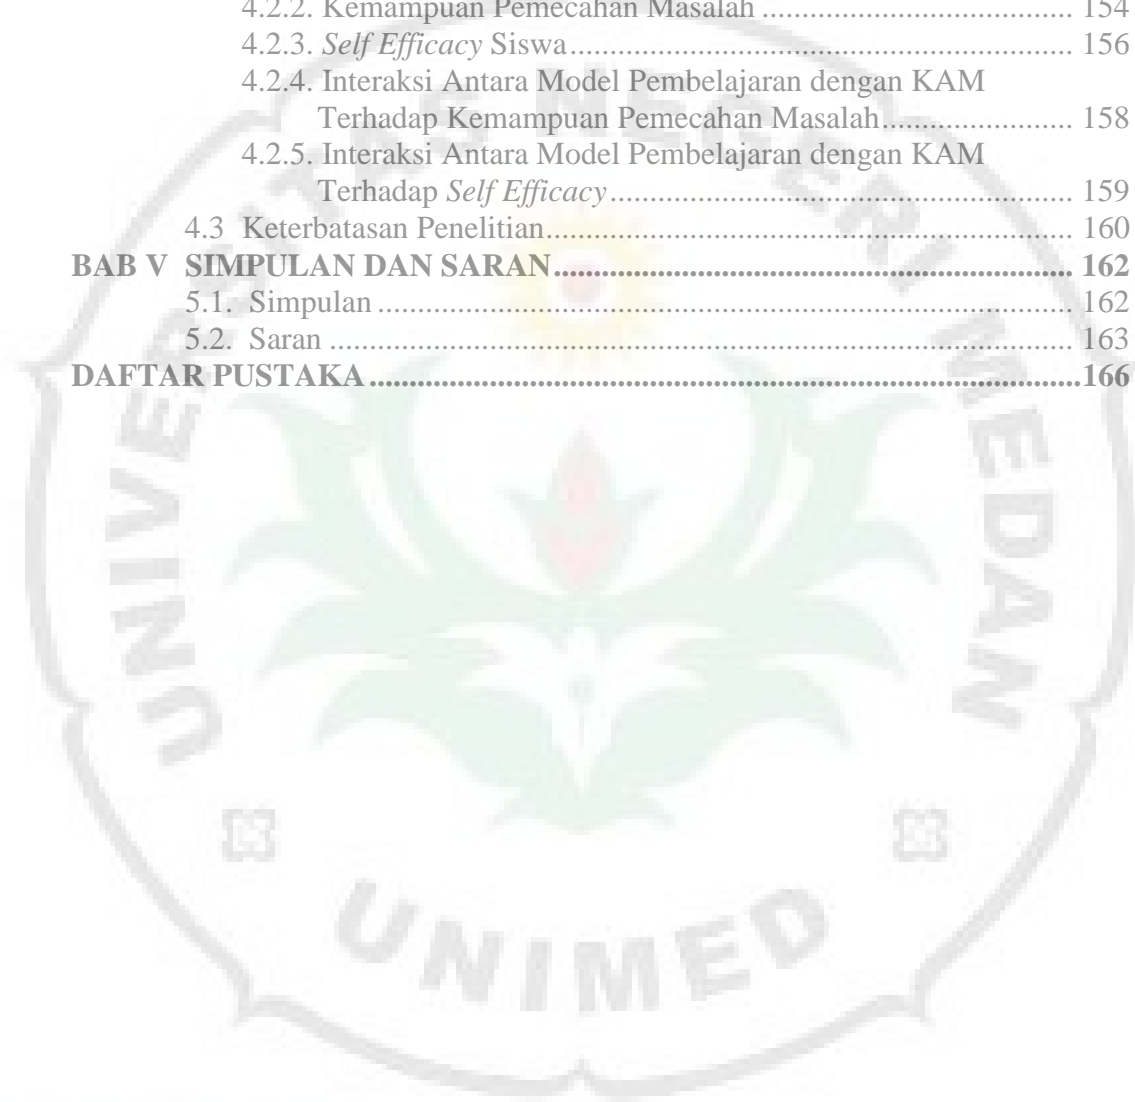 4.2.2. Kemampuan Pemecahan Masalah ....................................... 154
4.2.3. Self Efficacy Siswa............................................................... 156
4.2.4. Interaksi Antara Model Pembelajaran dengan KAM
Terhadap Kemampuan Pemecahan Masalah........................ 158
4.2.5. Interaksi Antara Model Pembelajaran dengan KAM
Terhadap Self Efficacy.......................................................... 159
4.3 Keterbatasan Penelitian.................................................................. 160
BAB V SIMPULAN DAN SARAN................................................................. 162
5.1. Simpulan ....................................................................................... 162
5.2. Saran ............................................................................................. 163
DAFTAR PUSTAKA.........................................................................................166
UNIVERSITAS NEGERI MEDAN
UNIMED